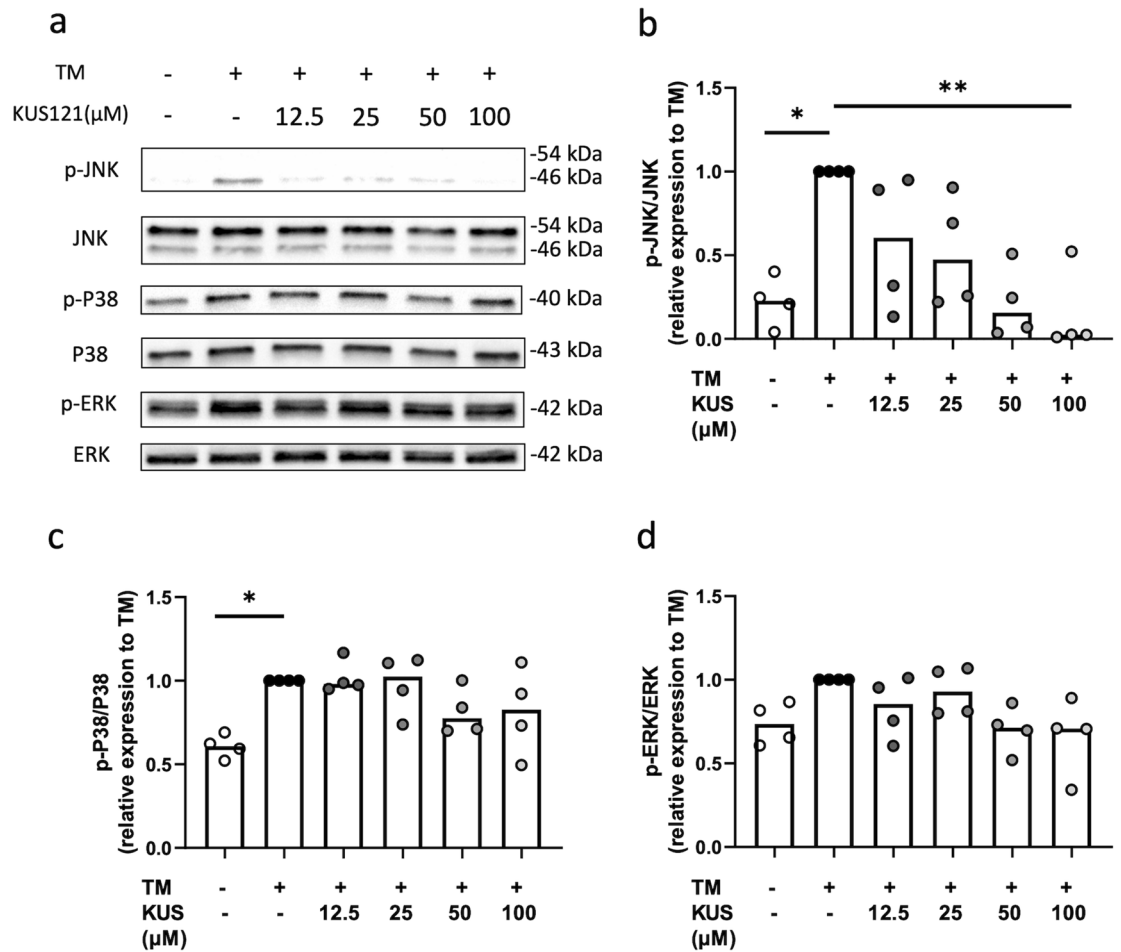 a
TM - + + + + +
KUS121(μM) - - 12.5 25 50 100
p-JNK -54 kDa
-46 kDa
JNK -54 kDa
-46 kDa
p-P38 -40 kDa
P38 -43 kDa
p-ERK -42 kDa
ERK -42 kDa
b
p-JNK/JNK
(relative expression to TM)
1.5
1.0
0.5
0.0
* **
TM - + + + + +
KUS - - 12.5 25 50 100
(μM)
c
p-P38/P38
(relative expression to TM)
1.5
1.0
0.5
0.0
*
TM - + + + + +
KUS - - 12.5 25 50 100
(μM)
d
p-ERK/ERK
(relative expression to TM)
1.5
1.0
0.5
0.0
TM - + + + + +
KUS - - 12.5 25 50 100
(μM)